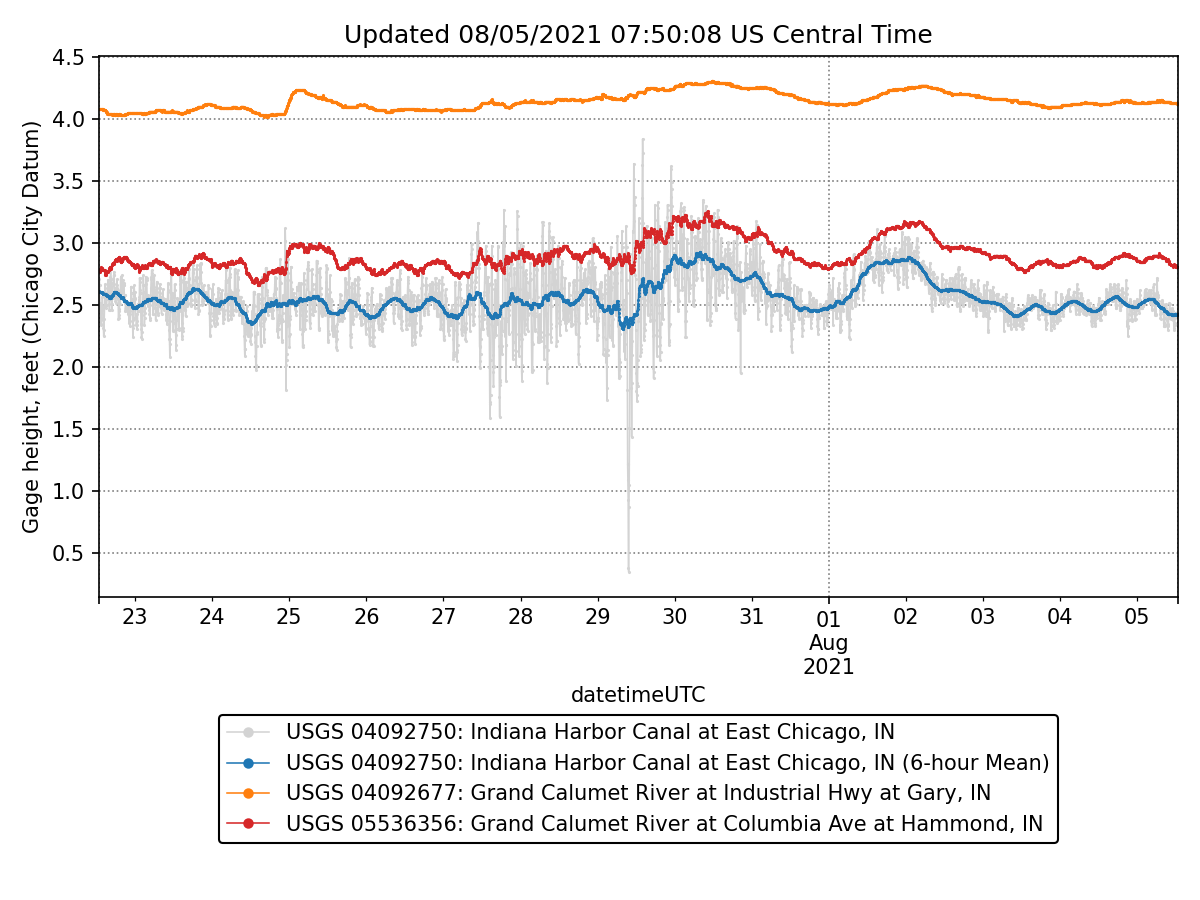 Updated 08/05/2021 07:50:08 US Central Time
Gage height, feet (Chicago City Datum)
4.5
4.0
3.5
3.0
2.5
2.0
1.5
1.0
0.5
23 24 25 26 27 28 29 30 31 01 02 03 04 05
Aug
2021
datetimeUTC
USGS 04092750: Indiana Harbor Canal at East Chicago, IN
USGS 04092750: Indiana Harbor Canal at East Chicago, IN (6-hour Mean)
USGS 04092677: Grand Calumet River at Industrial Hwy at Gary, IN
USGS 05536356: Grand Calumet River at Columbia Ave at Hammond, IN